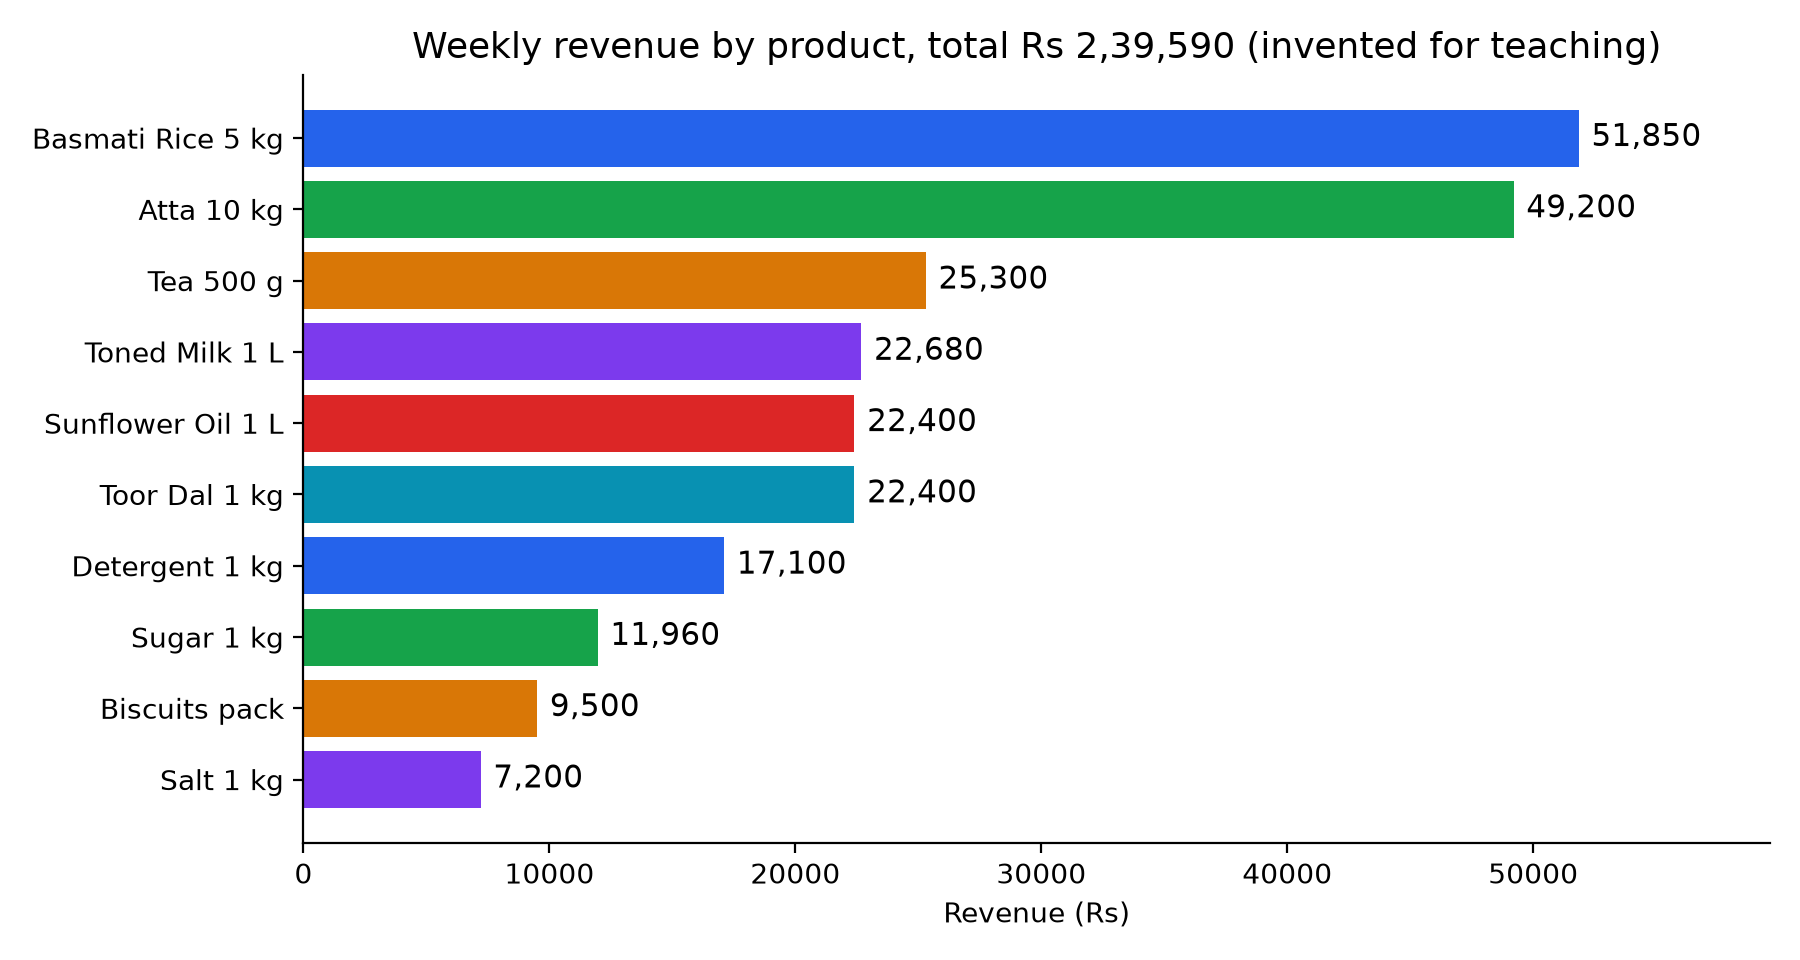 Weekly revenue by product, total Rs 2,39,590 (invented for teaching)
Basmati Rice 5 kg 51,850
Atta 10 kg 49,200
Tea 500 g 25,300
Toned Milk 1 L 22,680
Sunflower Oil 1 L 22,400
Toor Dal 1 kg 22,400
Detergent 1 kg 17,100
Sugar 1 kg 11,960
Biscuits pack 9,500
Salt 1 kg 7,200
0 10000 20000 30000 40000 50000
Revenue (Rs)